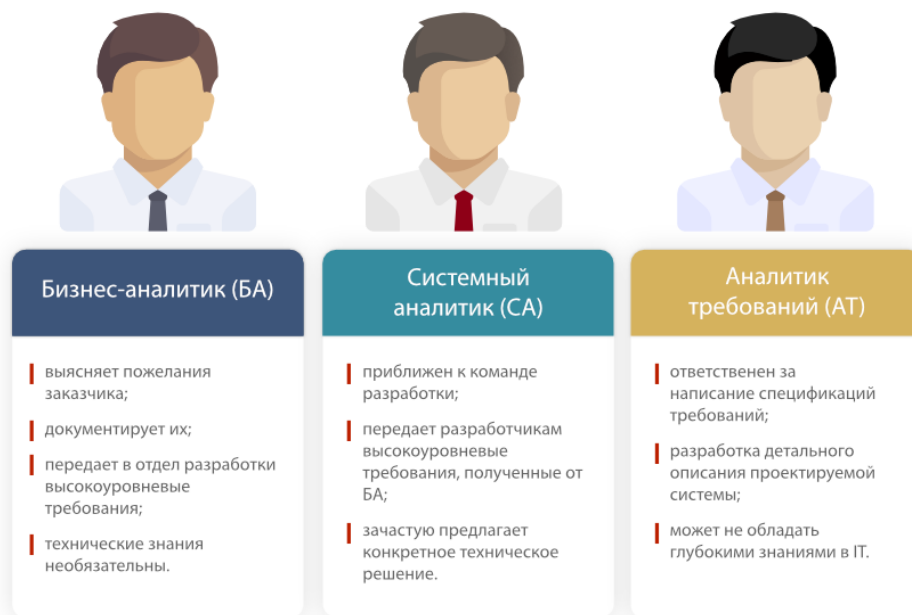 Бизнес-аналитик (БА)
выясняет пожелания
заказчика;
документирует их;
передает в отдел разработки
высокоуровневые
требования;
технические знания
необязательны.
Системный
аналитик (СА)
приближен к команде
разработки;
передает разработчикам
высокоуровневые
требования, полученные от
БА;
зачастую предлагает
конкретное техническое
решение.
Аналитик
требований (АТ)
ответственен за
написание спецификаций
требований;
разработка детального
описания проектируемой
системы;
может не обладать
глубокими знаниями в IT.